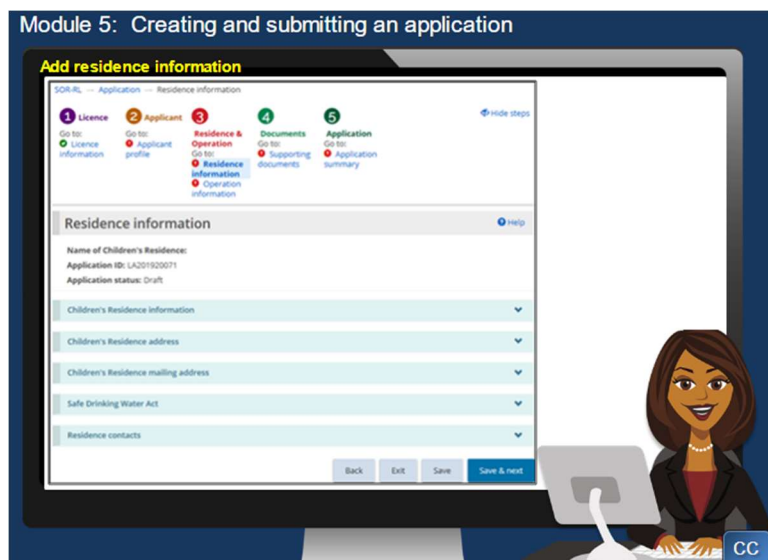 Module 5: Creating and submitting an application
Add residence information
SOR-RL → Application → Residence information
1 Licence
Go to:
Licence information
2 Applicant
Go to:
Applicant profile
3 Residence & Operation
Go to:
Residence information
Operation information
4 Documents
Go to:
Supporting documents
5 Application
Go to:
Application summary
Hide steps
Residence information
Help
Name of Children's Residence:
Application ID: LA201920071
Application status: Draft
Children's Residence information
Children's Residence address
Children's Residence mailing address
Safe Drinking Water Act
Residence contacts
Back Exit Save Save & next
CC